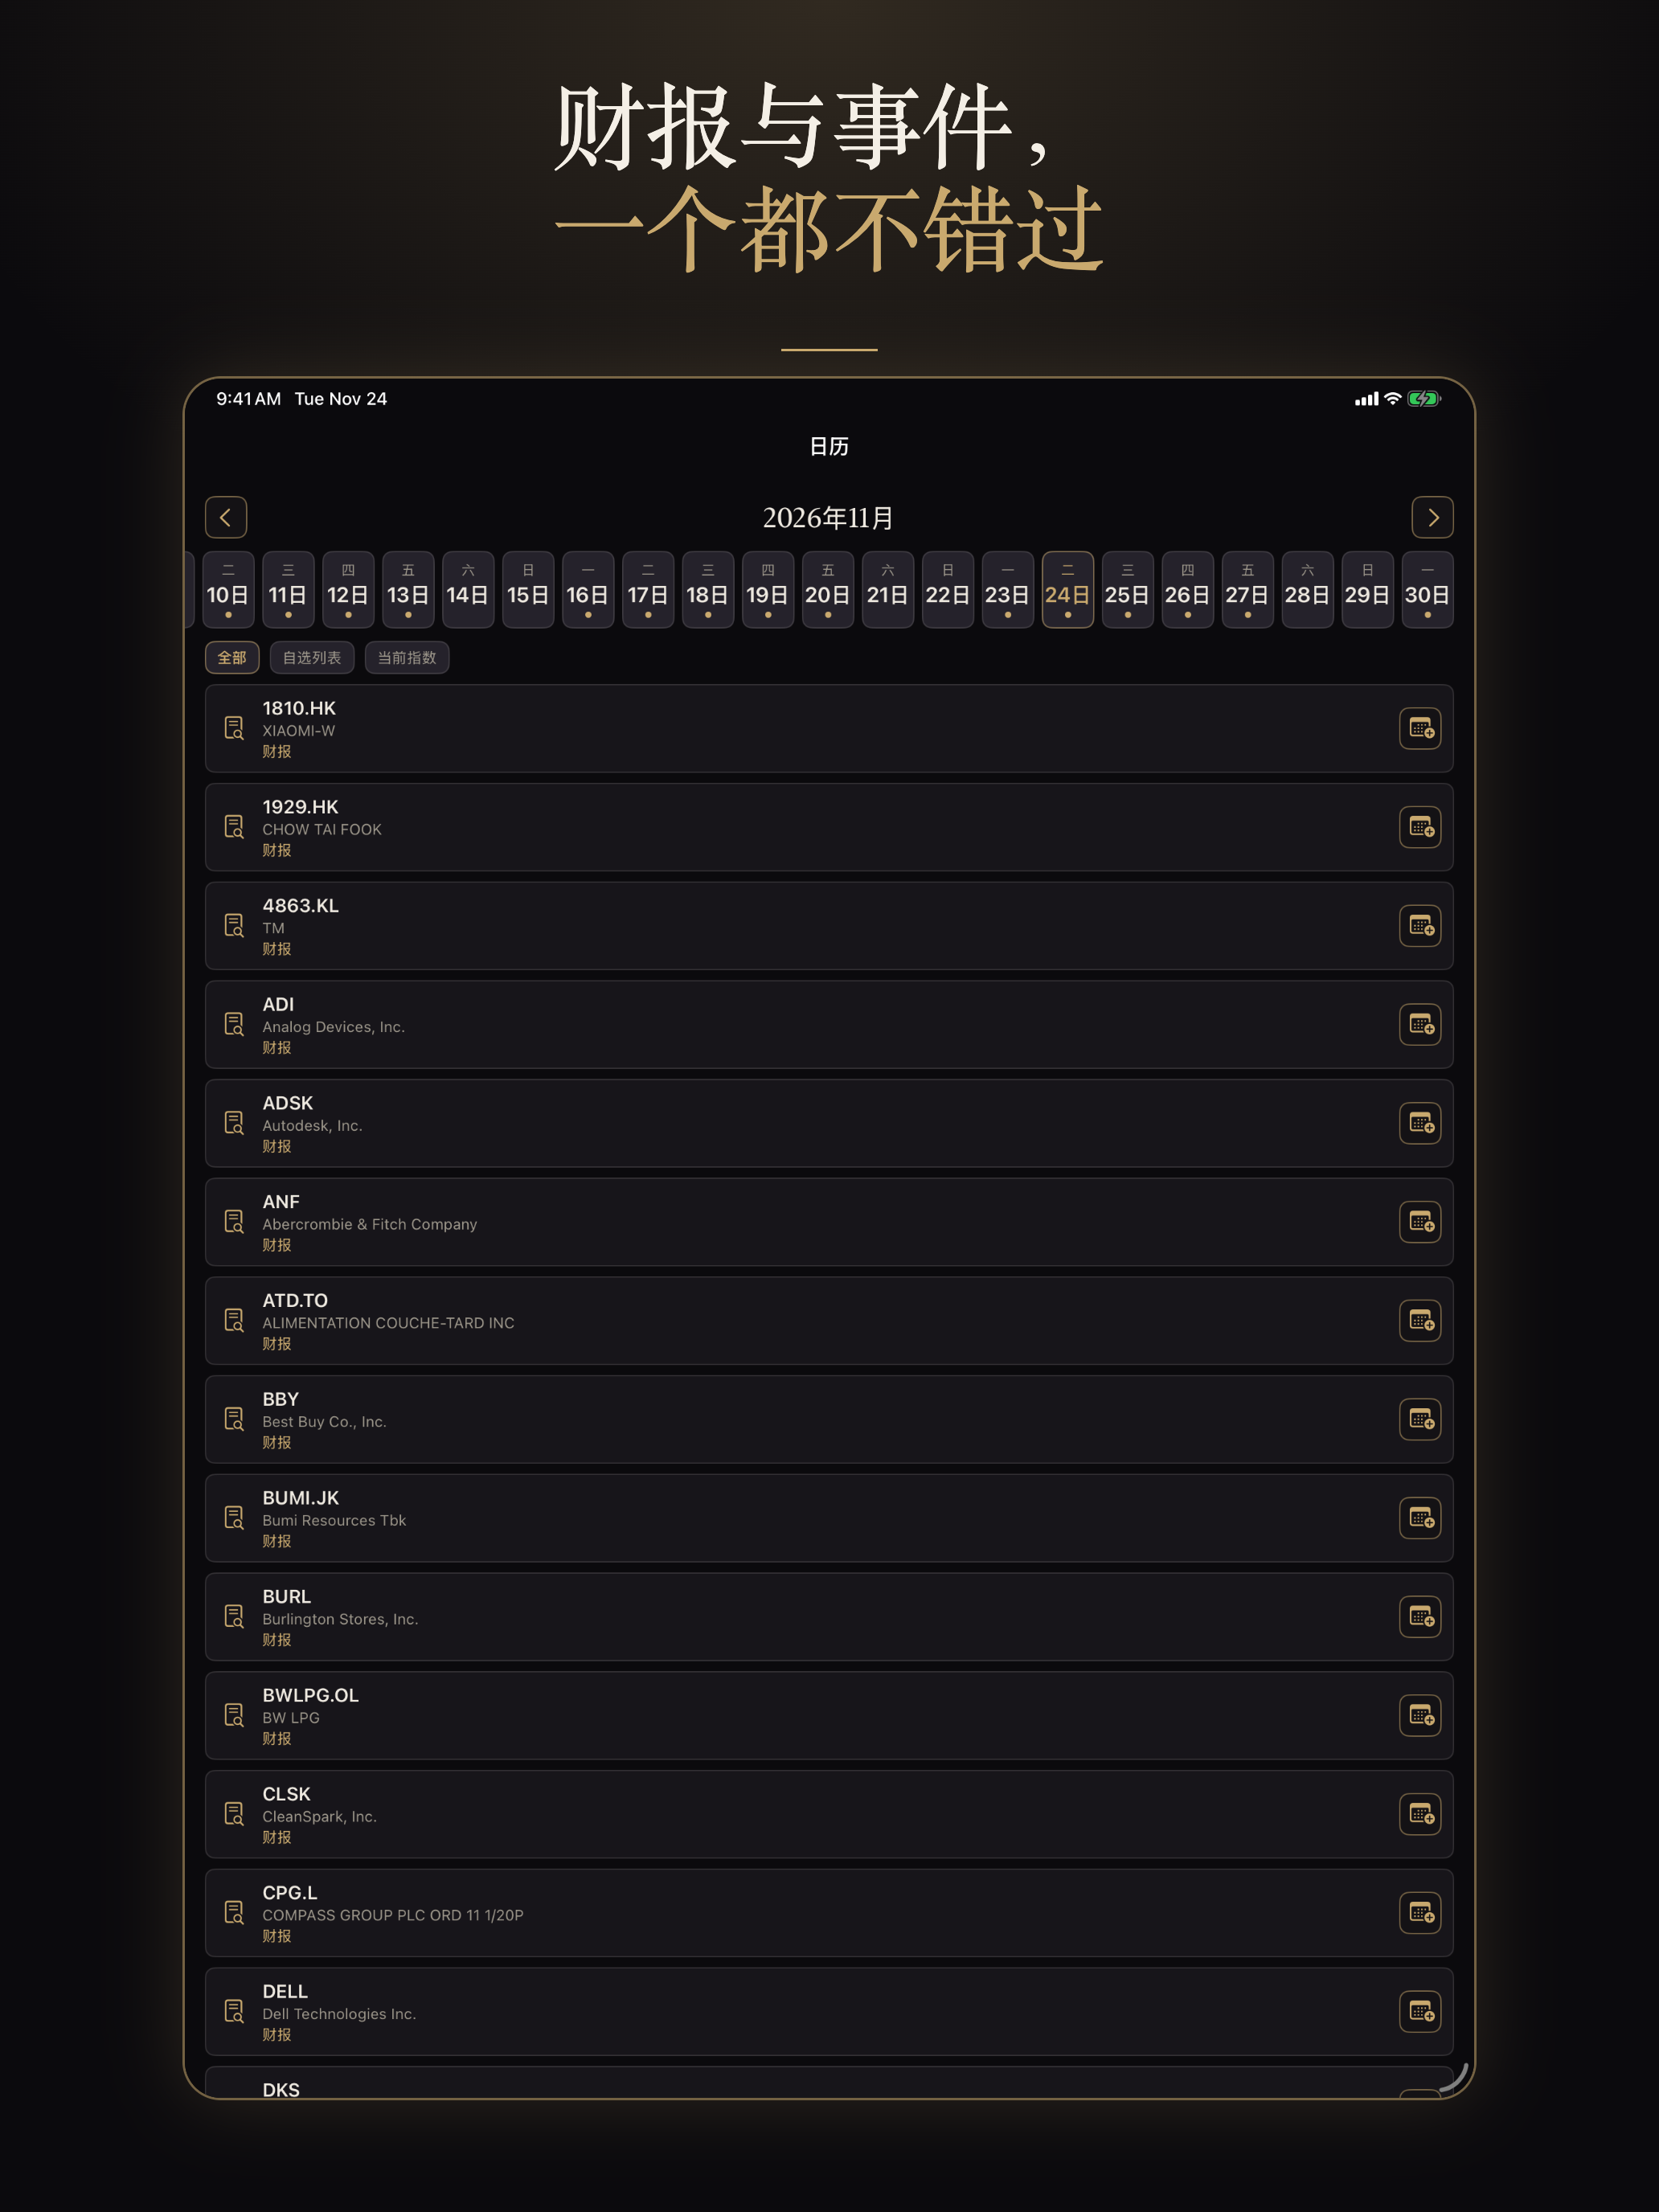 财报与事件，
一个都不错过
9:41 AM Tue Nov 24
日历
2026年11月
二 三 四 五 六 日 一 二 三 四 五 六 日 一 二 三 四 五 六 日 一
10日 11日 12日 13日 14日 15日 16日 17日 18日 19日 20日 21日 22日 23日 24日 25日 26日 27日 28日 29日 30日
全部 自选列表 当前指数
1810.HK
XIAOMI-W
财报
1929.HK
CHOW TAI FOOK
财报
4863.KL
TM
财报
ADI
Analog Devices, Inc.
财报
ADSK
Autodesk, Inc.
财报
ANF
Abercrombie & Fitch Company
财报
ATD.TO
ALIMENTATION COUCHE-TARD INC
财报
BBY
Best Buy Co., Inc.
财报
BUMI.JK
Bumi Resources Tbk
财报
BURL
Burlington Stores, Inc.
财报
BWLPG.OL
BW LPG
财报
CLSK
CleanSpark, Inc.
财报
CPG.L
COMPASS GROUP PLC ORD 11 1/20P
财报
DELL
Dell Technologies Inc.
财报
DKS